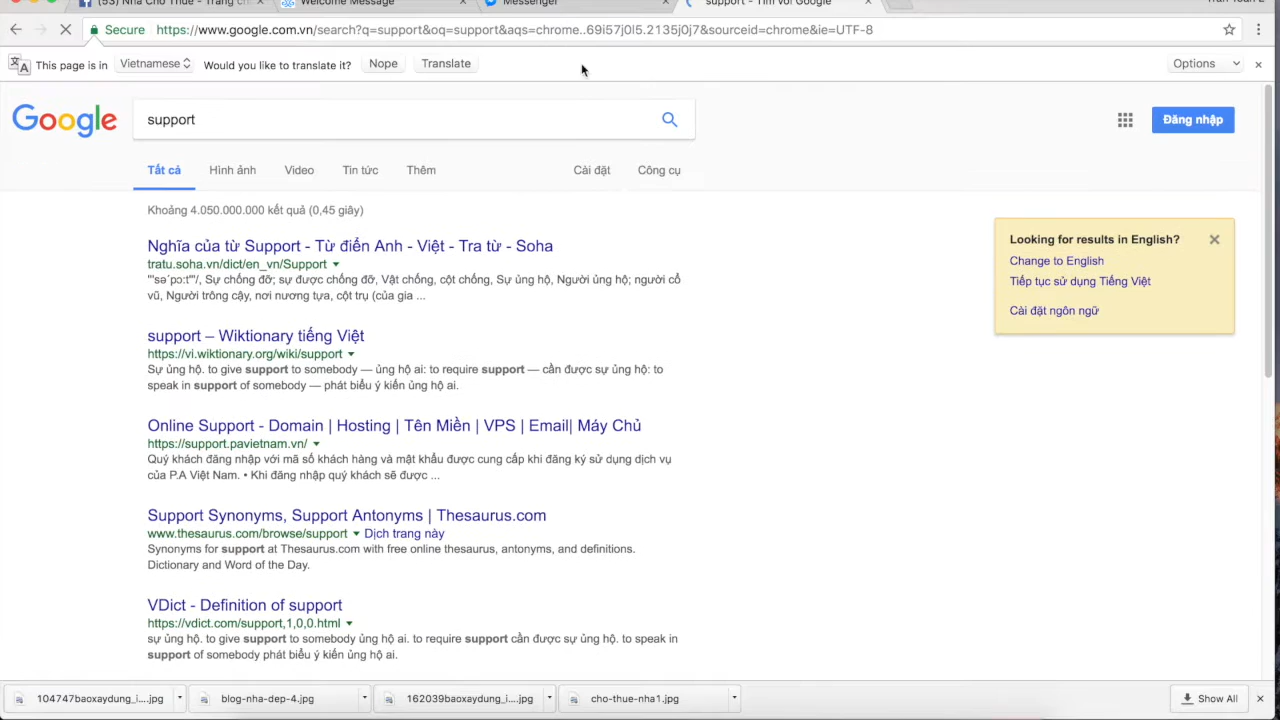 (53) Nhà Cho Thuê - Trang c
Welcome Message
Messenger
support - Tìm với Google
Secure https://www.google.com.vn/search?q=support&oq=support&aqs=chrome..69i57j0l5.2135j0j7&sourceid=chrome&ie=UTF-8
This page is in Vietnamese Would you like to translate it? Nope Translate Options
Google support Đăng nhập
Tất cả Hình ảnh Video Tin tức Thêm Cài đặt Công cụ
Khoảng 4.050.000.000 kết quả (0,45 giây)
Nghĩa của từ Support - Từ điển Anh - Việt - Tra từ - Soha
tratu.soha.vn/dict/en_vn/Support
'''sə´pɔ:t'''/, Sự chống đỡ; sự được chống đỡ, Vật chống, cột chống, Sự ủng hộ, Người ủng hộ; người cổ
vũ, Người trông cậy, nơi nương tựa, cột trụ (của gia ...
support – Wiktionary tiếng Việt
https://vi.wiktionary.org/wiki/support
Sự ủng hộ. to give support to somebody — ủng hộ ai: to require support — cần được sự ủng hộ: to
speak in support of somebody — phát biểu ý kiến ủng hộ ai.
Online Support - Domain | Hosting | Tên Miền | VPS | Email| Máy Chủ
https://support.pavietnam.vn/
Quý khách đăng nhập với mã số khách hàng và mật khẩu được cung cấp khi đăng ký sử dụng dịch vụ
của P.A Việt Nam. • Khi đăng nhập quý khách sẽ được ...
Support Synonyms, Support Antonyms | Thesaurus.com
www.thesaurus.com/browse/support Dịch trang này
Synonyms for support at Thesaurus.com with free online thesaurus, antonyms, and definitions.
Dictionary and Word of the Day.
VDict - Definition of support
https://vdict.com/support,1,0,0.html
sự ủng hộ. to give support to somebody ủng hộ ai. to require support cần được sự ủng hộ. to speak in
support of somebody phát biểu ý kiến ủng hộ ai.
Looking for results in English?
Change to English
Tiếp tục sử dụng Tiếng Việt
Cài đặt ngôn ngữ
104747baoxaydung_i....jpg blog-nha-dep-4.jpg 162039baoxaydung_i....jpg cho-thue-nha1.jpg Show All